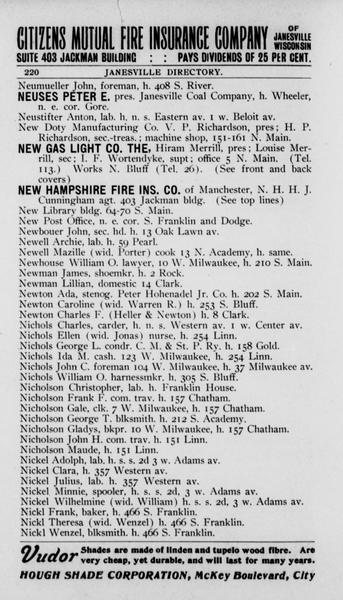 CITIZENS MUTUAL FIRE INSURANCE COMPANY OF JANESVILLE WISCONSIN
SUITE 403 JACKMAN BUILDING : : PAYS DIVIDENDS OF 25 PER CENT.
220 JANESVILLE DIRECTORY.
Neumueller John, foreman, h. 408 S. River.
NEUSES PETER E. pres. Janesville Coal Company, h. Wheeler,
n. e. cor. Gore.
Neustifter Anton, lab. h. n. s. Eastern av. 1 w. Beloit av.
New Doty Manufacturing Co. V. P. Richardson, pres; H. P.
Richardson, sec.-treas.; machine shop, 151-161 N. Main.
NEW GAS LIGHT CO. THE, Hiram Merrill, pres; Louise Mer-
rill, sec; I. F. Wortendyke, supt; office 5 N. Main. (Tel.
113.) Works N. Bluff (Tel. 26). (See front and back
covers)
NEW HAMPSHIRE FIRE INS. CO. of Manchester, N. H. H. J.
Cunningham agt. 403 Jackman bldg. (See top lines)
New Library bldg. 64-70 S. Main.
New Post Office, n. e. cor. S. Franklin and Dodge.
Newbouer John, sec. hd. h. 13 Oak Lawn av.
Newell Archie, lab. h. 59 Pearl.
Newell Mazille (wid. Porter) cook 13 N. Academy, h. same.
Newhouse William O. lawyer, 10 W. Milwaukee, h. 210 S. Main.
Newman James, shoemkr. h. 2 Rock.
Newman Lillian, domestic 14 Clark.
Newton Ada, stenog. Peter Hohenadel Jr. Co. h. 202 S. Main.
Newton Caroline (wid. Warren R.) h. 253 S. Bluff.
Newton Charles F. (Heller & Newton) h. 8 Clark.
Nichols Charles, carder, h. n. s. Western av. 1 w. Center av.
Nichols Ellen (wid. Jonas) nurse, h. 254 Linn.
Nichols George L. condr. C. M. & St. P. Ry. h. 158 Gold.
Nichols Ida M. cash. 123 W. Milwaukee, h. 254 Linn.
Nichols John C. foreman 104 W. Milwaukee, h. 37 Milwaukee av.
Nichols William O. harnessmkr. h. 305 S. Bluff.
Nicholson Christopher, lab. h. Franklin House.
Nicholson Frank F. com. trav. h. 157 Chatham.
Nicholson Gale, clk. 7 W. Milwaukee, h. 157 Chatham.
Nicholson George T. blksmith. h. 212 S. Academy.
Nicholson Gladys, bkpr. 10 W. Milwaukee, h. 157 Chatham.
Nicholson John H. com. trav. h. 151 Linn.
Nicholson Maude, h. 151 Linn.
Nickel Adolph, lab. h. s. s. 2d 3 w. Adams av.
Nickel Clara, h. 357 Western av.
Nickel Julius, lab. h. 357 Western av.
Nickel Minnie, spooler, h. s. s. 2d, 3 w. Adams av.
Nickel Wilhelmine (wid. William) h. s. s. 2d, 3 w. Adams av.
Nickl Frank, baker, h. 466 S. Franklin.
Nickl Theresa (wid. Wenzel) h. 466 S. Franklin.
Nickl Wenzel, blksmith. h. 466 S. Franklin.
Vudor Shades are made of linden and tupelo wood fibre. Are
very cheap, yet durable, and will last for many years.
HOUGH SHADE CORPORATION, McKey Boulevard, City